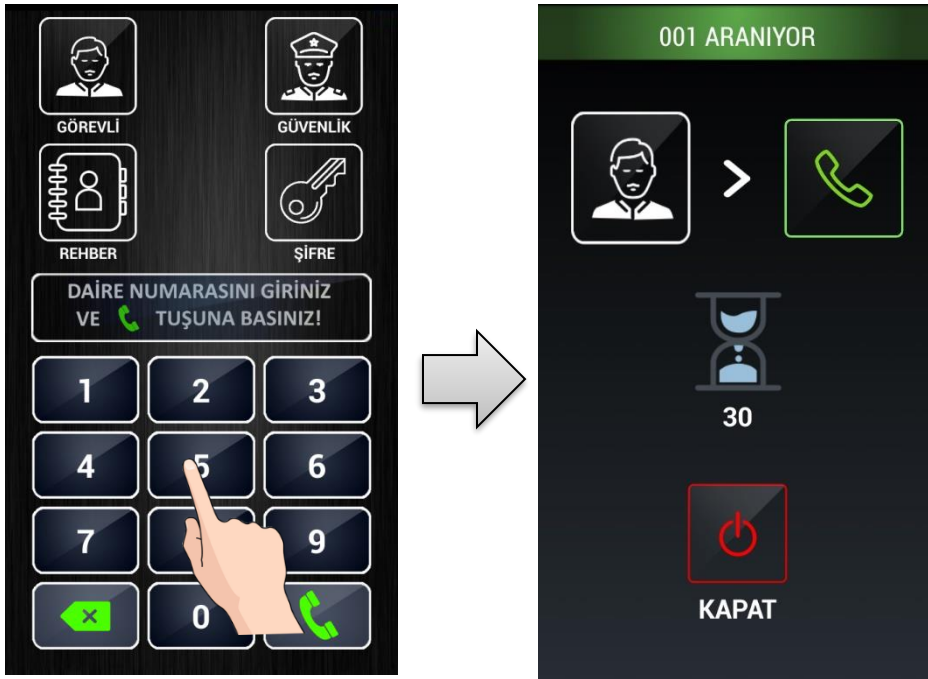 GÖREVLİ
GÜVENLİK
REHBER
ŞİFRE
DAİRE NUMARASINI GİRİNİZ
VE TUŞUNA BASINIZ!
1 2 3
4 5 6
7 9
0
001 ARANIYOR
>
30
KAPAT